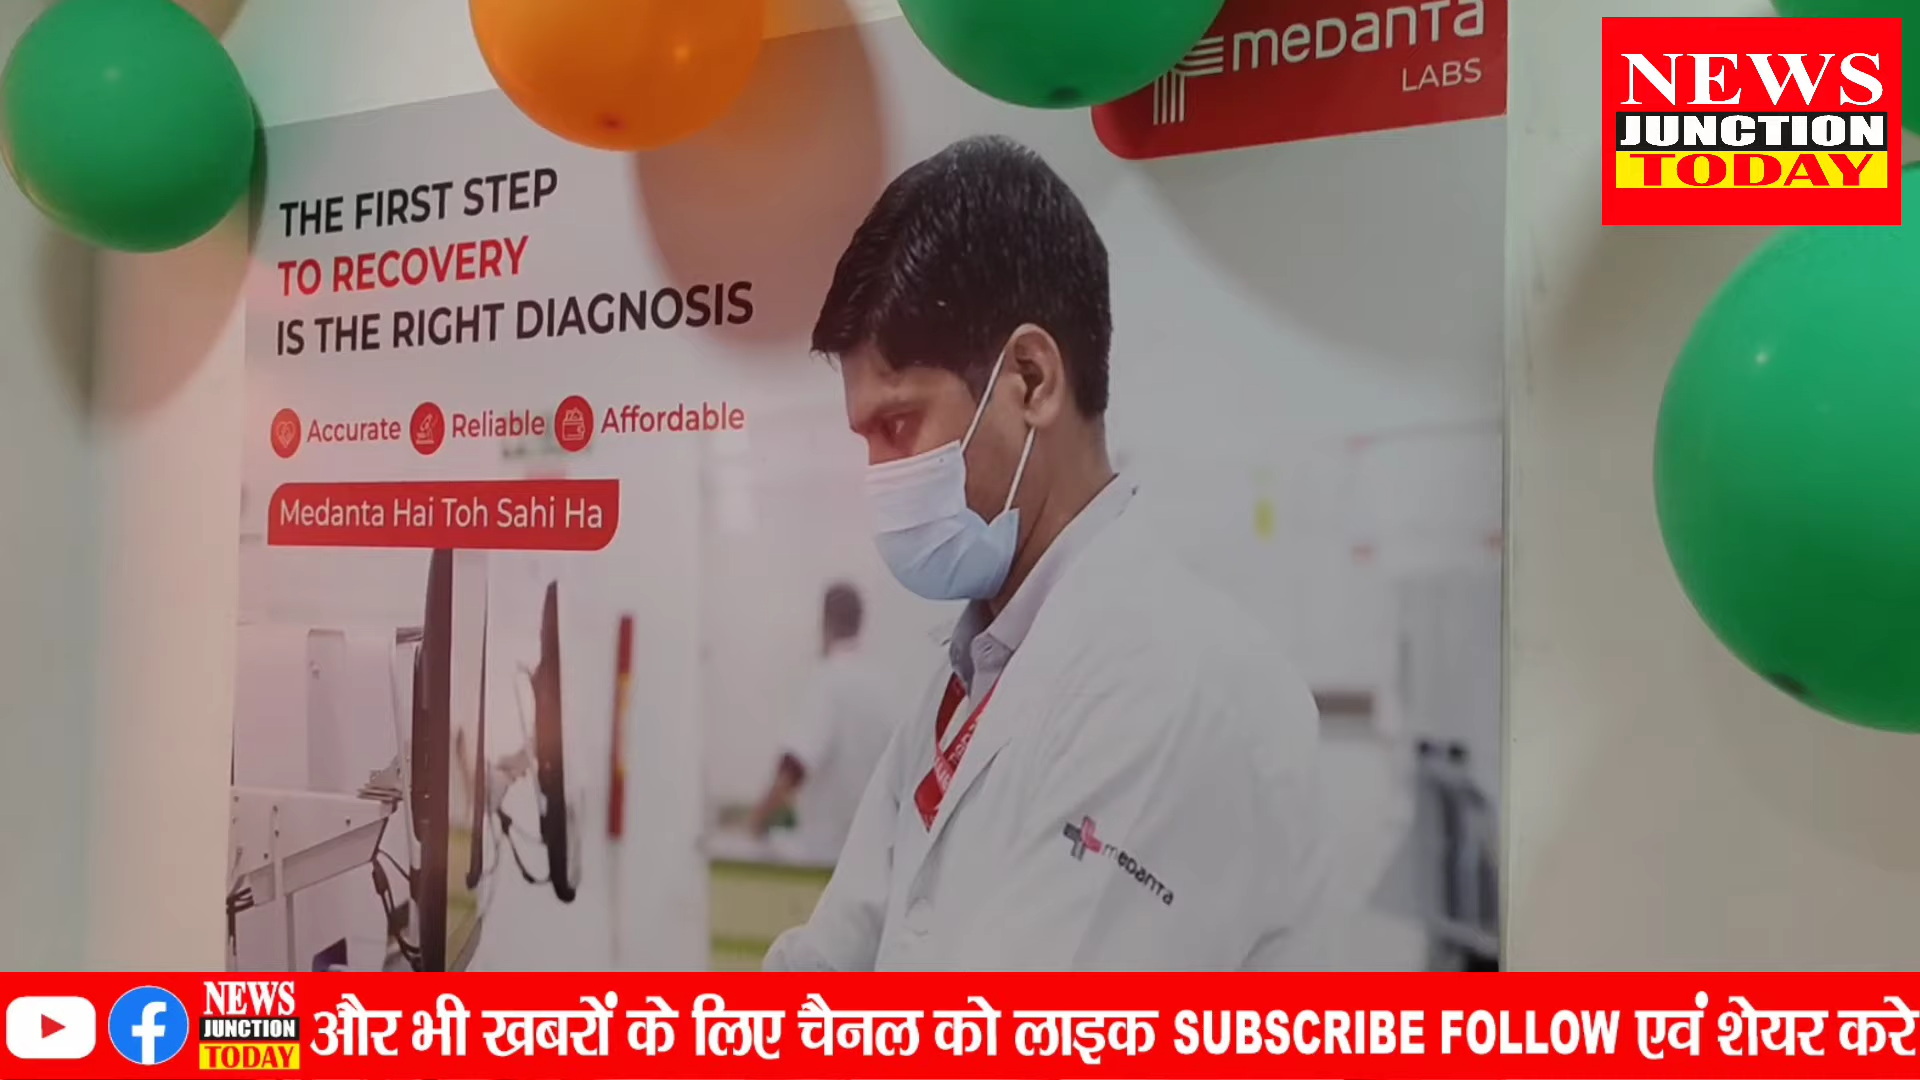 medanta
LABS
NEWS
JUNCTION
TODAY
THE FIRST STEP
TO RECOVERY
IS THE RIGHT DIAGNOSIS
Accurate Reliable Affordable
Medanta Hai Toh Sahi Ha
medanta
NEWS
JUNCTION
TODAY
और भी खबरों के लिए चैनल को लाइक SUBSCRIBE FOLLOW एवं शेयर करे